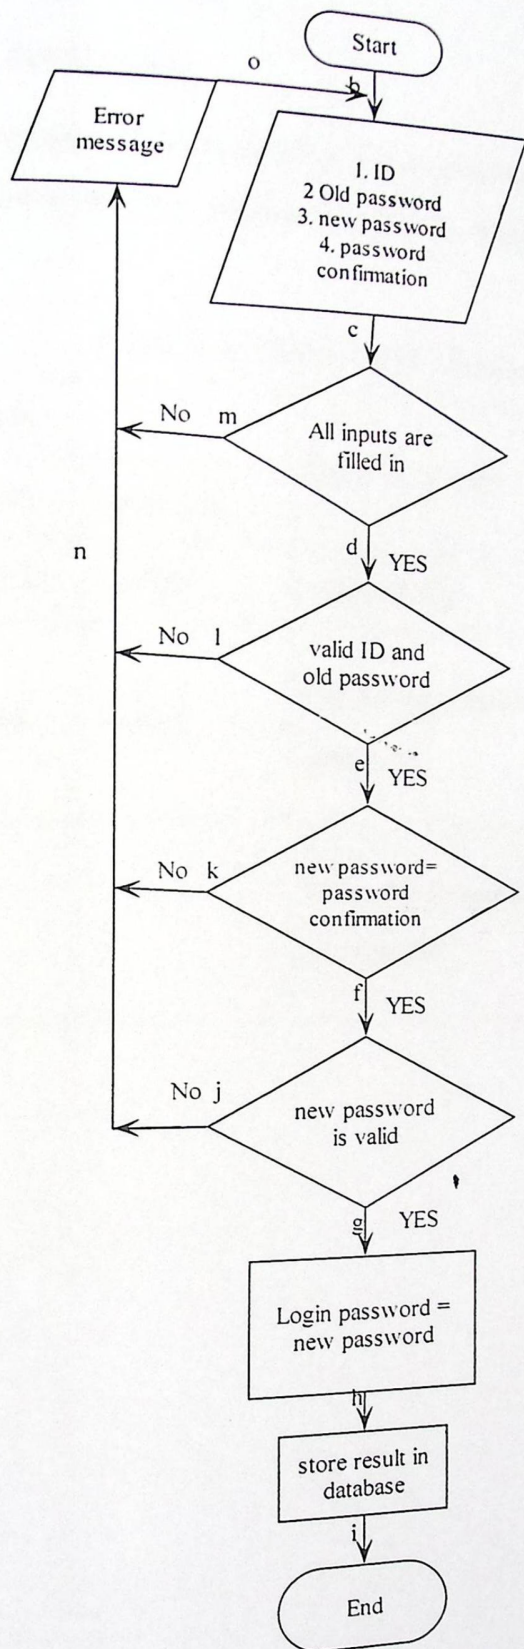 Start
o
b
Error
message
1. ID
2 Old password
3. new password
4. password
confirmation
c
No m
All inputs are
filled in
n
d
YES
No l
valid ID and
old password
e
YES
No k
new password=
password
confirmation
f
YES
No j
new password
is valid
g
YES
Login password =
new password
h
store result in
database
i
End